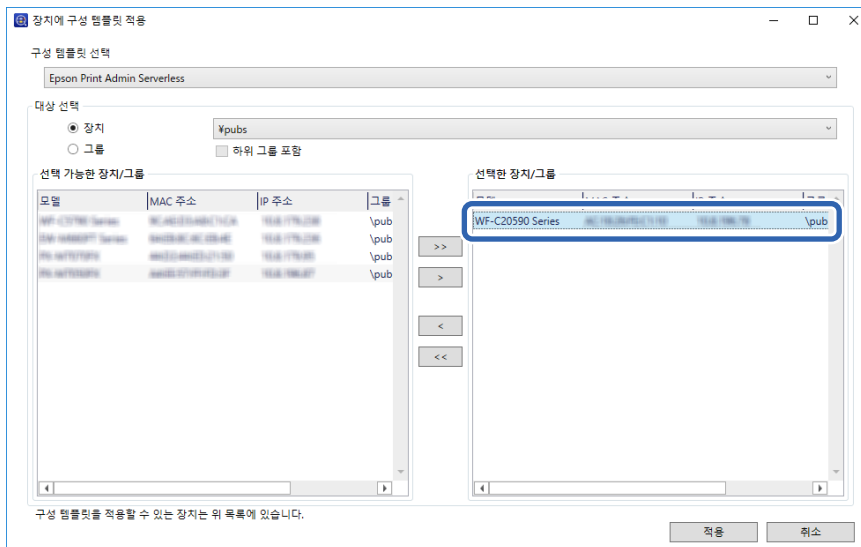 장치에 구성 템플릿 적용
구성 템플릿 선택
Epson Print Admin Serverless
대상 선택
장치
¥pubs
그룹
하위 그룹 포함
선택 가능한 장치/그룹
선택한 장치/그룹
모델 MAC 주소 IP 주소 그룹
\pub
\pub
\pub
\pub
WF-C20590 Series \pub
>>
>
<
<<
구성 템플릿을 적용할 수 있는 장치는 위 목록에 있습니다.
적용 취소